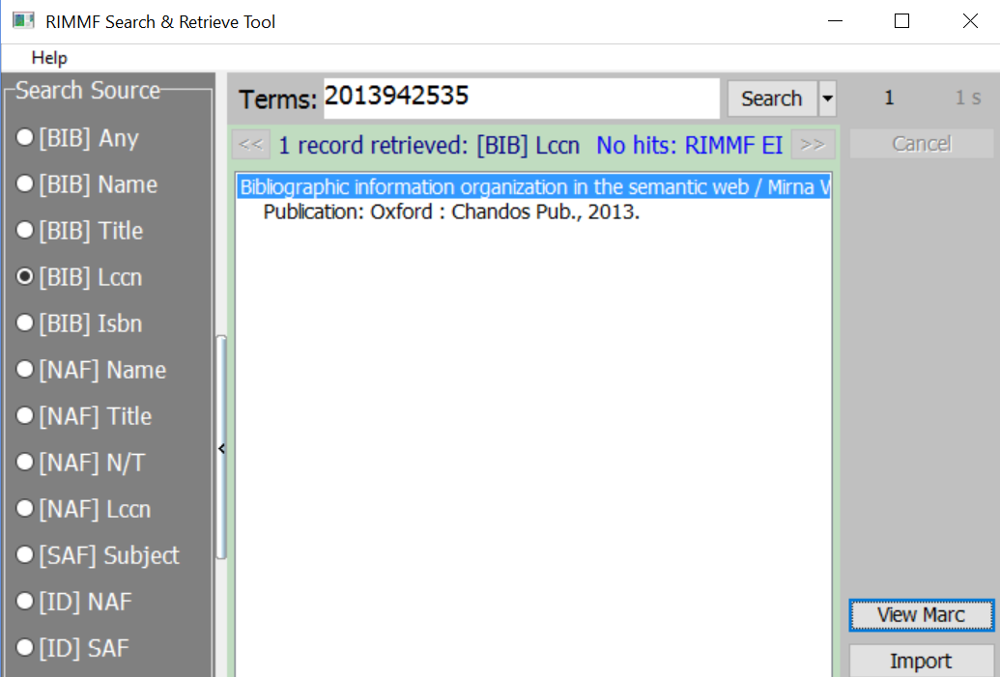 RIMMF Search & Retrieve Tool
Help
Search Source
[BIB] Any
[BIB] Name
[BIB] Title
[BIB] Lccn
[BIB] Isbn
[NAF] Name
[NAF] Title
[NAF] N/T
[NAF] Lccn
[SAF] Subject
[ID] NAF
[ID] SAF
Terms: 2013942535 Search 1 1 s
<< 1 record retrieved: [BIB] Lccn No hits: RIMMF EI >> Cancel
Bibliographic information organization in the semantic web / Mirna
Publication: Oxford : Chandos Pub., 2013.
View Marc
Import